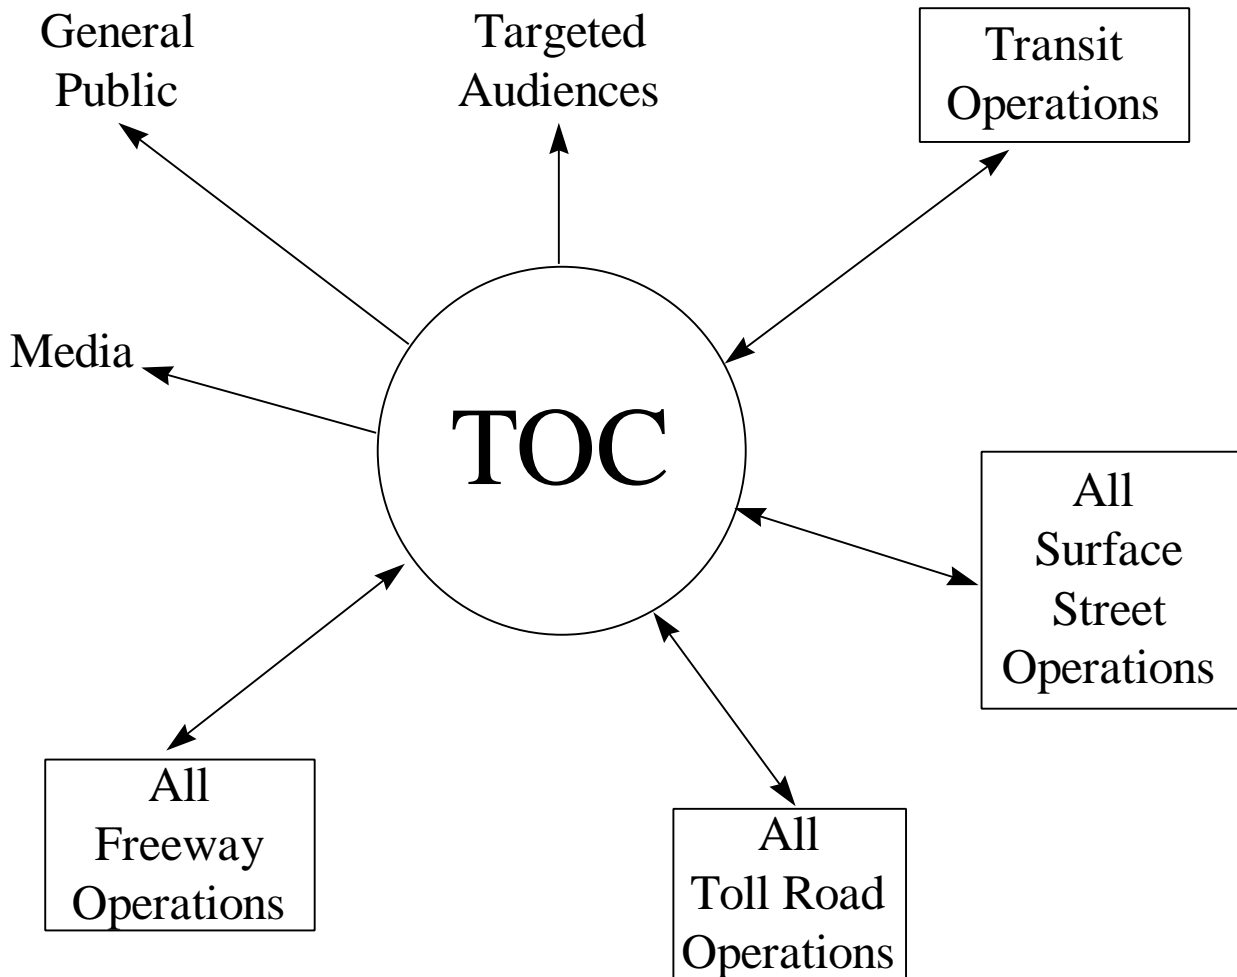 General
Public
Targeted
Audiences
Transit
Operations
Media
TOC
All
Surface
Street
Operations
All
Freeway
Operations
All
Toll Road
Operations